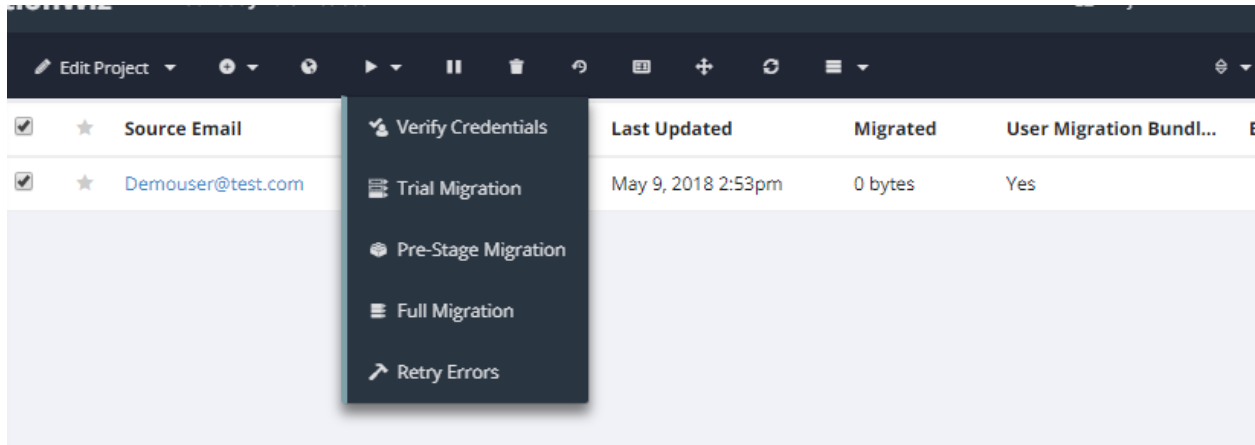 Edit Project
Source Email
Last Updated
Migrated
User Migration Bundl...
Demouser@test.com
May 9, 2018 2:53pm
0 bytes
Yes
Verify Credentials
Trial Migration
Pre-Stage Migration
Full Migration
Retry Errors